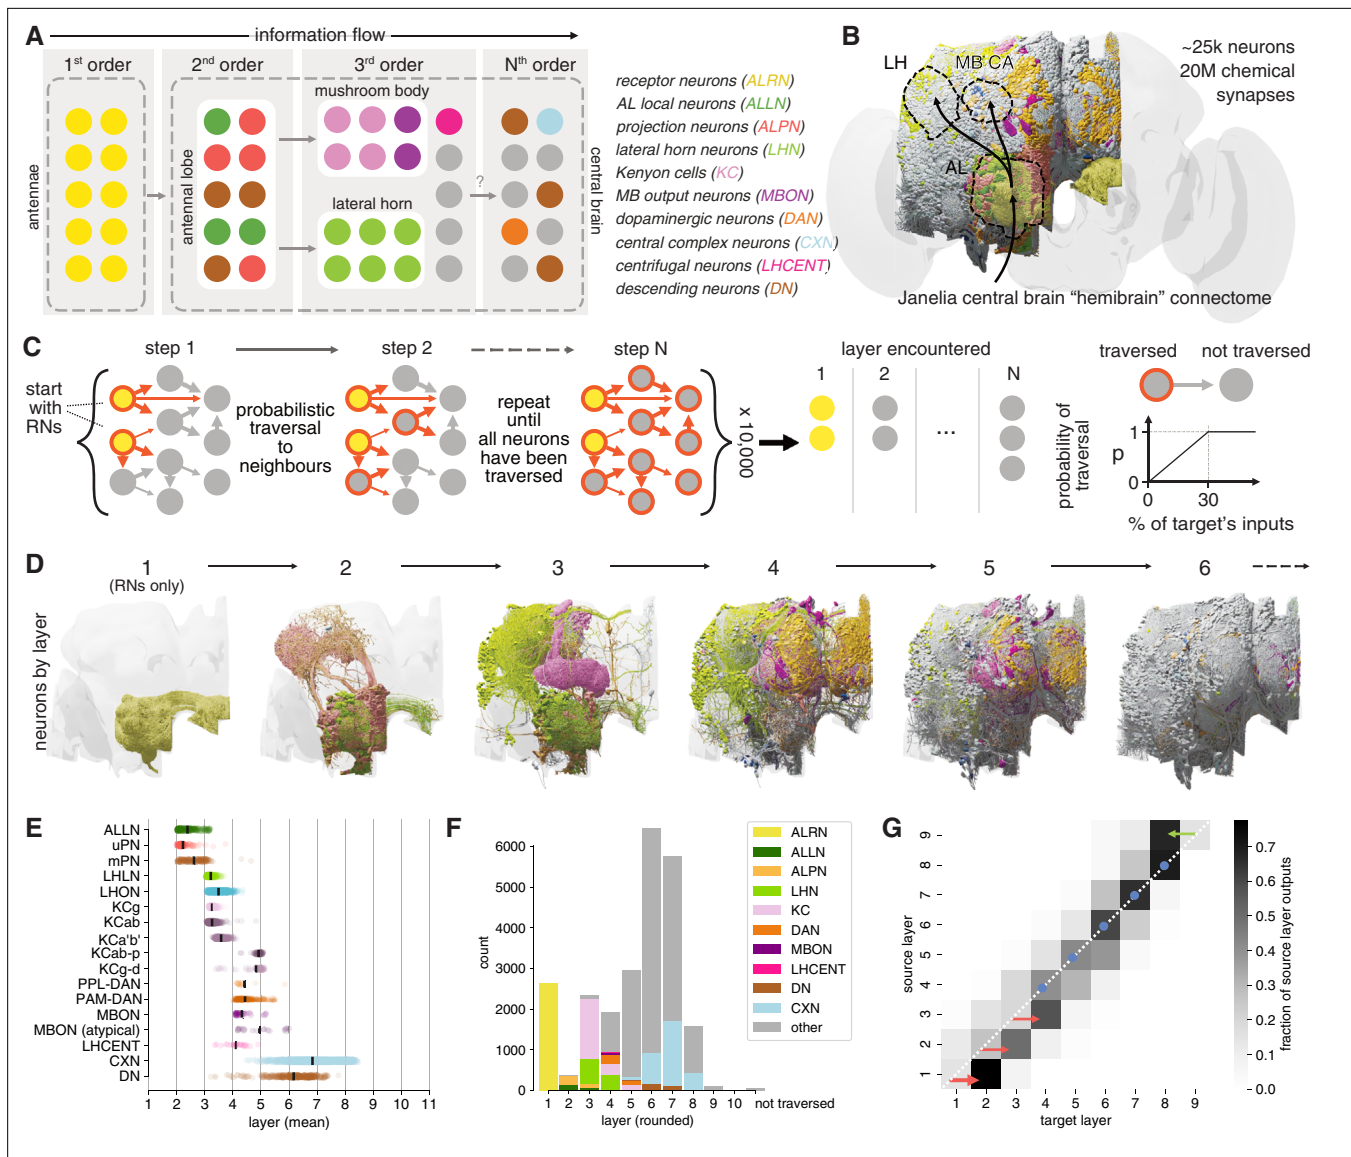 A
information flow
1st order
2nd order
3rd order
Nth order
mushroom body
lateral horn
antennae
antennal lobe
central brain
?
receptor neurons (ALRN)
AL local neurons (ALLN)
projection neurons (ALPN)
lateral horn neurons (LHN)
Kenyon cells (KC)
MB output neurons (MBON)
dopaminergic neurons (DAN)
central complex neurons (CXN)
centrifugal neurons (LHCENT)
descending neurons (DN)
B
LH
MB CA
AL
~25k neurons
20M chemical
synapses
Janelia central brain “hemibrain” connectome
C
step 1
step 2
step N
start
with
RNs
probabilistic
traversal
to
neighbours
repeat
until
all neurons
have been
traversed
x 10,000
layer encountered
1
2
...
N
traversed
not traversed
probability of
traversal
p
1
0
0
30
% of target's inputs
D
1
(RNs only)
2
3
4
5
6
neurons by layer
E
ALLN
uPN
mPN
LHLN
LHON
KCg
KCab
KCa'b'
KCab-p
KCg-d
PPL-DAN
PAM-DAN
MBON
MBON (atypical)
LHCENT
CXN
DN
1 2 3 4 5 6 7 8 9 10 11
layer (mean)
F
6000
5000
4000
3000
2000
1000
0
count
1 2 3 4 5 6 7 8 9 10 not traversed
layer (rounded)
ALRN
ALLN
ALPN
LHN
KC
DAN
MBON
LHCENT
DN
CXN
other
G
9
8
7
6
5
4
3
2
1
source layer
1 2 3 4 5 6 7 8 9
target layer
0.7
0.6
0.5
0.4
0.3
0.2
0.1
0.0
fraction of source layer outputs